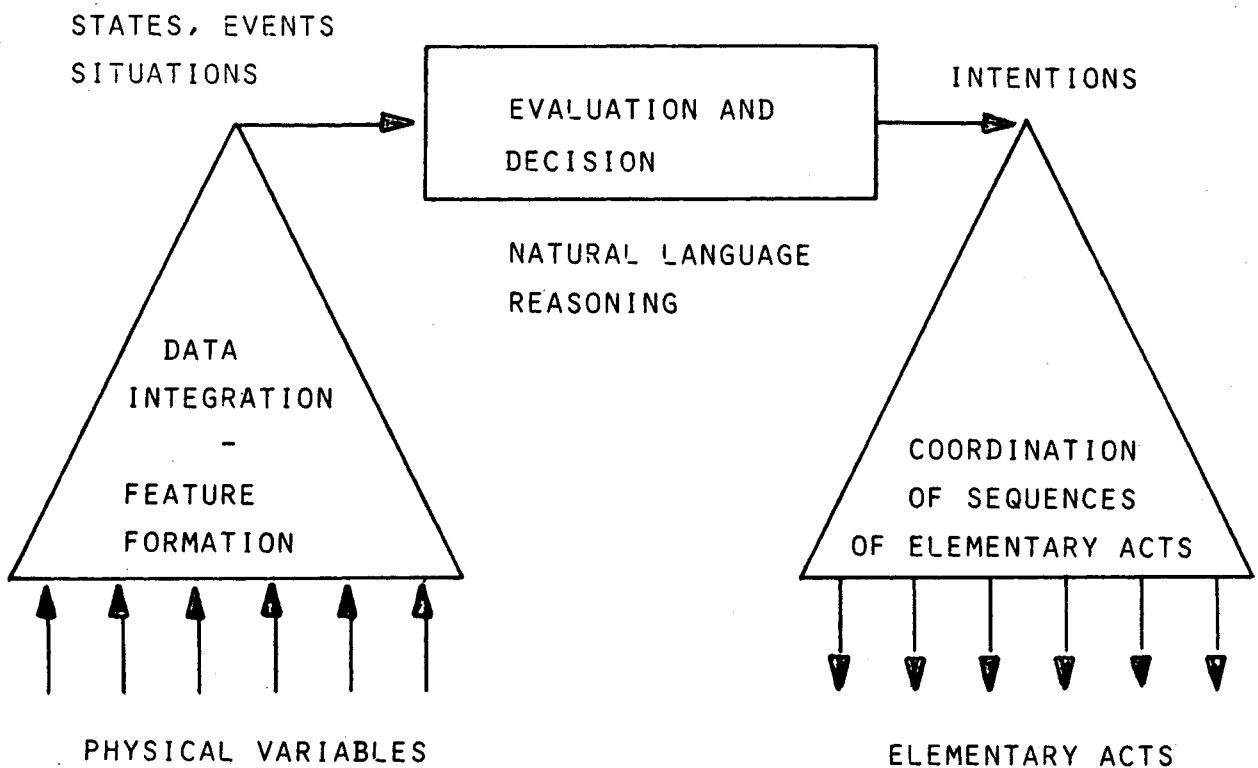 STATES, EVENTS
SITUATIONS
EVALUATION AND
DECISION
INTENTIONS
NATURAL LANGUAGE
REASONING
DATA
INTEGRATION
-
FEATURE
FORMATION
COORDINATION
OF SEQUENCES
OF ELEMENTARY ACTS
PHYSICAL VARIABLES
ELEMENTARY ACTS